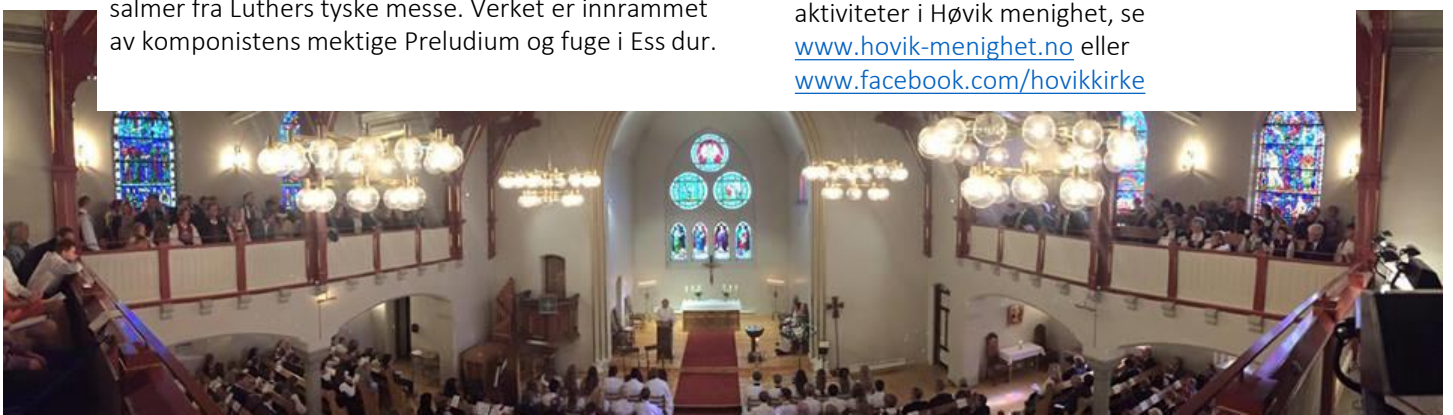 salmer fra Luthers tyske messe. Verket er innrammet
av komponistens mektige Preludium og fuge i Ess dur.
aktiviteter i Høvik menighet, se
www.hovik-menighet.no eller
www.facebook.com/hovikkirke